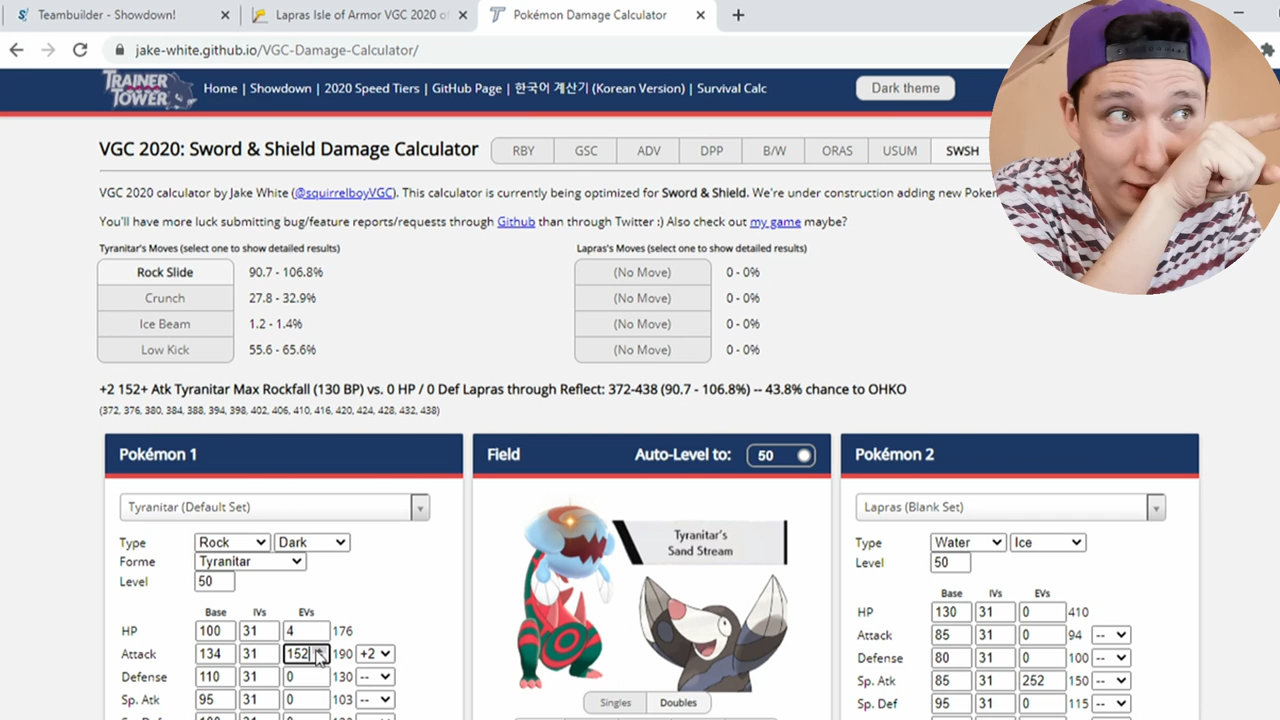 Teambuilder - Showdown!
Lapras Isle of Armor VGC 2020 o
Pokémon Damage Calculator
jake-white.github.io/VGC-Damage-Calculator/
TRAINER TOWER
Home | Showdown | 2020 Speed Tiers | GitHub Page | 한국어 계산기 (Korean Version) | Survival Calc
Dark theme
VGC 2020: Sword & Shield Damage Calculator
RBY GSC ADV DPP B/W ORAS USUM SWSH
VGC 2020 calculator by Jake White (@squirrelboyVGC). This calculator is currently being optimized for Sword & Shield. We're under construction adding new Poker
You'll have more luck submitting bug/feature reports/requests through Github than through Twitter :) Also check out my game maybe?
Tyranitar's Moves (select one to show detailed results)
Rock Slide 90.7 - 106.8%
Crunch 27.8 - 32.9%
Ice Beam 1.2 - 1.4%
Low Kick 55.6 - 65.6%
Lapras's Moves (select one to show detailed results)
(No Move) 0 - 0%
(No Move) 0 - 0%
(No Move) 0 - 0%
(No Move) 0 - 0%
+2 152+ Atk Tyranitar Max Rockfall (130 BP) vs. 0 HP / 0 Def Lapras through Reflect: 372-438 (90.7 - 106.8%) -- 43.8% chance to OHKO
(372, 376, 380, 384, 388, 394, 398, 402, 406, 410, 416, 420, 424, 428, 432, 438)
Pokémon 1
Tyranitar (Default Set)
Type Rock Dark
Forme Tyranitar
Level 50
Base IVs EVs
HP 100 31 4 176
Attack 134 31 152 190 +2
Defense 110 31 0 130 --
Sp. Atk 95 31 0 103 --
Field Auto-Level to: 50
Tyranitar's
Sand Stream
Singles Doubles
Pokémon 2
Lapras (Blank Set)
Type Water Ice
Level 50
Base IVs EVs
HP 130 31 0 410
Attack 85 31 0 94 --
Defense 80 31 0 100 --
Sp. Atk 85 31 252 150 --
Sp. Def 95 31 0 115 --